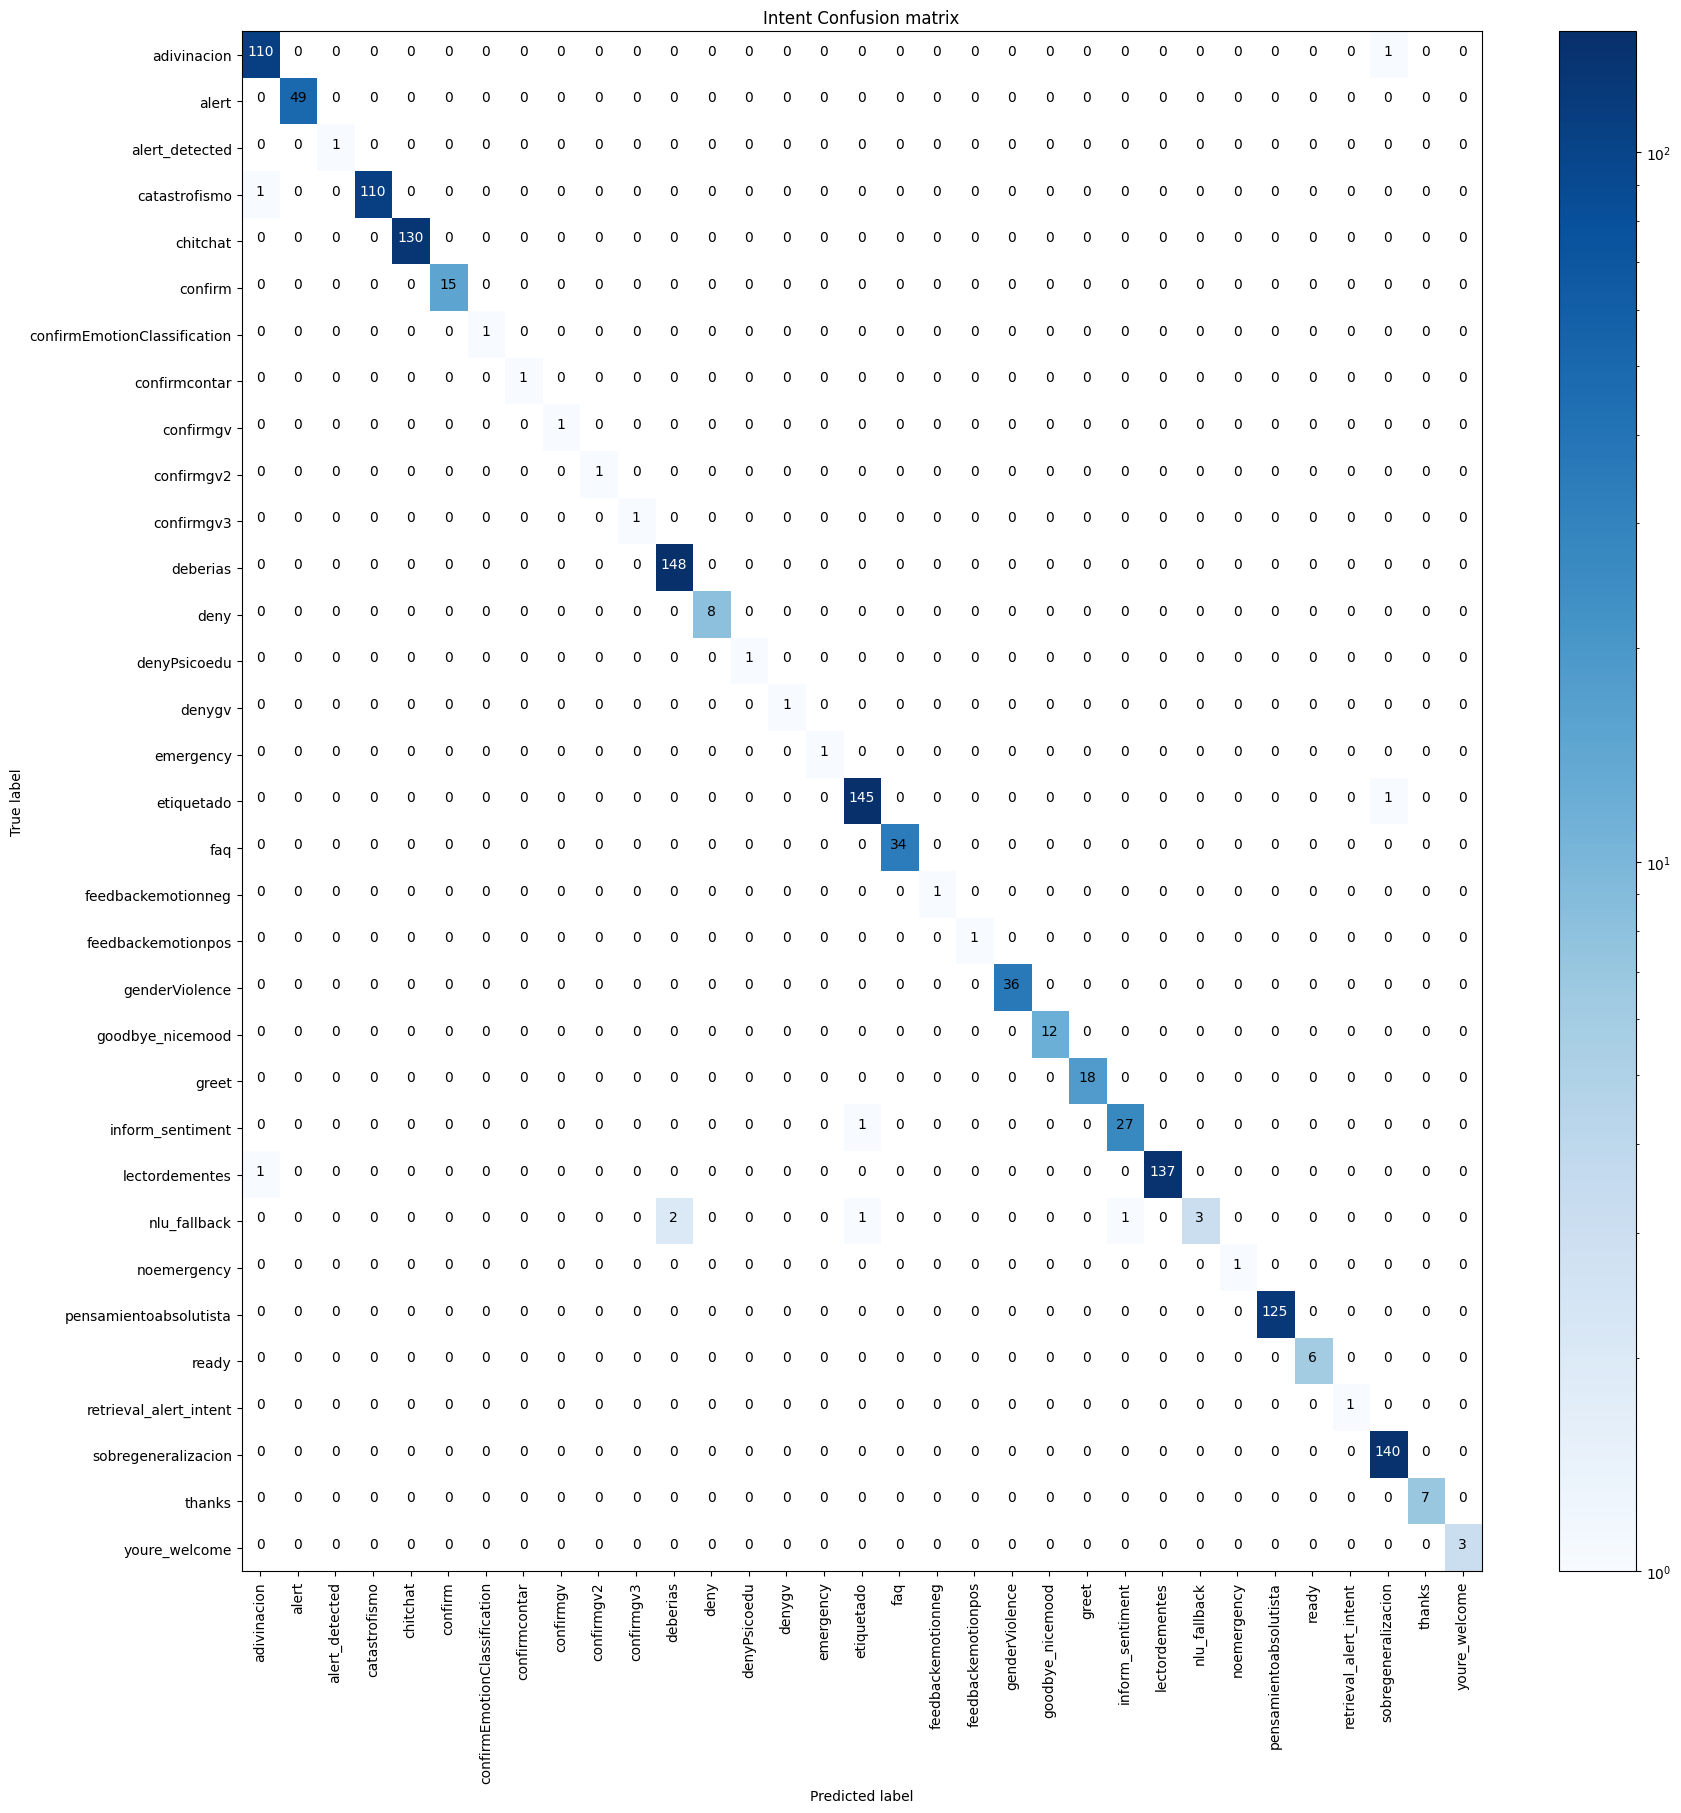 Intent Confusion matrix
adivinacion 110 0 0 0 0 0 0 0 0 0 0 0 0 0 0 0 0 0 0 0 0 0 0 0 0 0 0 0 0 0 1 0 0
alert 0 49 0 0 0 0 0 0 0 0 0 0 0 0 0 0 0 0 0 0 0 0 0 0 0 0 0 0 0 0 0 0 0
alert_detected 0 0 1 0 0 0 0 0 0 0 0 0 0 0 0 0 0 0 0 0 0 0 0 0 0 0 0 0 0 0 0 0 0
catastrofismo 1 0 0 110 0 0 0 0 0 0 0 0 0 0 0 0 0 0 0 0 0 0 0 0 0 0 0 0 0 0 0 0 0
chitchat 0 0 0 0 130 0 0 0 0 0 0 0 0 0 0 0 0 0 0 0 0 0 0 0 0 0 0 0 0 0 0 0 0
confirm 0 0 0 0 0 15 0 0 0 0 0 0 0 0 0 0 0 0 0 0 0 0 0 0 0 0 0 0 0 0 0 0 0
confirmEmotionClassification 0 0 0 0 0 0 1 0 0 0 0 0 0 0 0 0 0 0 0 0 0 0 0 0 0 0 0 0 0 0 0 0 0
confirmcontar 0 0 0 0 0 0 0 1 0 0 0 0 0 0 0 0 0 0 0 0 0 0 0 0 0 0 0 0 0 0 0 0 0
confirmgv 0 0 0 0 0 0 0 0 1 0 0 0 0 0 0 0 0 0 0 0 0 0 0 0 0 0 0 0 0 0 0 0 0
confirmgv2 0 0 0 0 0 0 0 0 0 1 0 0 0 0 0 0 0 0 0 0 0 0 0 0 0 0 0 0 0 0 0 0 0
confirmgv3 0 0 0 0 0 0 0 0 0 0 1 0 0 0 0 0 0 0 0 0 0 0 0 0 0 0 0 0 0 0 0 0 0
deberias 0 0 0 0 0 0 0 0 0 0 0 148 0 0 0 0 0 0 0 0 0 0 0 0 0 0 0 0 0 0 0 0 0
deny 0 0 0 0 0 0 0 0 0 0 0 0 8 0 0 0 0 0 0 0 0 0 0 0 0 0 0 0 0 0 0 0 0
denyPsicoedu 0 0 0 0 0 0 0 0 0 0 0 0 0 1 0 0 0 0 0 0 0 0 0 0 0 0 0 0 0 0 0 0 0
denygv 0 0 0 0 0 0 0 0 0 0 0 0 0 0 1 0 0 0 0 0 0 0 0 0 0 0 0 0 0 0 0 0 0
emergency 0 0 0 0 0 0 0 0 0 0 0 0 0 0 0 1 0 0 0 0 0 0 0 0 0 0 0 0 0 0 0 0 0
etiquetado 0 0 0 0 0 0 0 0 0 0 0 0 0 0 0 0 145 0 0 0 0 0 0 0 0 0 0 0 0 0 1 0 0
faq 0 0 0 0 0 0 0 0 0 0 0 0 0 0 0 0 0 34 0 0 0 0 0 0 0 0 0 0 0 0 0 0 0
feedbackemotionneg 0 0 0 0 0 0 0 0 0 0 0 0 0 0 0 0 0 0 1 0 0 0 0 0 0 0 0 0 0 0 0 0 0
feedbackemotionpos 0 0 0 0 0 0 0 0 0 0 0 0 0 0 0 0 0 0 0 1 0 0 0 0 0 0 0 0 0 0 0 0 0
genderViolence 0 0 0 0 0 0 0 0 0 0 0 0 0 0 0 0 0 0 0 0 36 0 0 0 0 0 0 0 0 0 0 0 0
goodbye_nicemood 0 0 0 0 0 0 0 0 0 0 0 0 0 0 0 0 0 0 0 0 0 12 0 0 0 0 0 0 0 0 0 0 0
greet 0 0 0 0 0 0 0 0 0 0 0 0 0 0 0 0 0 0 0 0 0 0 18 0 0 0 0 0 0 0 0 0 0
inform_sentiment 0 0 0 0 0 0 0 0 0 0 0 0 0 0 0 0 1 0 0 0 0 0 0 27 0 0 0 0 0 0 0 0 0
lectordementes 1 0 0 0 0 0 0 0 0 0 0 0 0 0 0 0 0 0 0 0 0 0 0 0 137 0 0 0 0 0 0 0 0
nlu_fallback 0 0 0 0 0 0 0 0 0 0 0 2 0 0 0 0 1 0 0 0 0 0 0 1 0 3 0 0 0 0 0 0 0
noemergency 0 0 0 0 0 0 0 0 0 0 0 0 0 0 0 0 0 0 0 0 0 0 0 0 0 0 1 0 0 0 0 0 0
pensamientoabsolutista 0 0 0 0 0 0 0 0 0 0 0 0 0 0 0 0 0 0 0 0 0 0 0 0 0 0 0 125 0 0 0 0 0
ready 0 0 0 0 0 0 0 0 0 0 0 0 0 0 0 0 0 0 0 0 0 0 0 0 0 0 0 0 6 0 0 0 0
retrieval_alert_intent 0 0 0 0 0 0 0 0 0 0 0 0 0 0 0 0 0 0 0 0 0 0 0 0 0 0 0 0 0 1 0 0 0
sobregeneralizacion 0 0 0 0 0 0 0 0 0 0 0 0 0 0 0 0 0 0 0 0 0 0 0 0 0 0 0 0 0 0 140 0 0
thanks 0 0 0 0 0 0 0 0 0 0 0 0 0 0 0 0 0 0 0 0 0 0 0 0 0 0 0 0 0 0 0 7 0
youre_welcome 0 0 0 0 0 0 0 0 0 0 0 0 0 0 0 0 0 0 0 0 0 0 0 0 0 0 0 0 0 0 0 0 3
True label
adivinacion
alert
alert_detected
catastrofismo
chitchat
confirm
confirmEmotionClassification
confirmcontar
confirmgv
confirmgv2
confirmgv3
deberias
deny
denyPsicoedu
denygv
emergency
etiquetado
faq
feedbackemotionneg
feedbackemotionpos
genderViolence
goodbye_nicemood
greet
inform_sentiment
lectordementes
nlu_fallback
noemergency
pensamientoabsolutista
ready
retrieval_alert_intent
sobregeneralizacion
thanks
youre_welcome
Predicted label
10²
10¹
10⁰